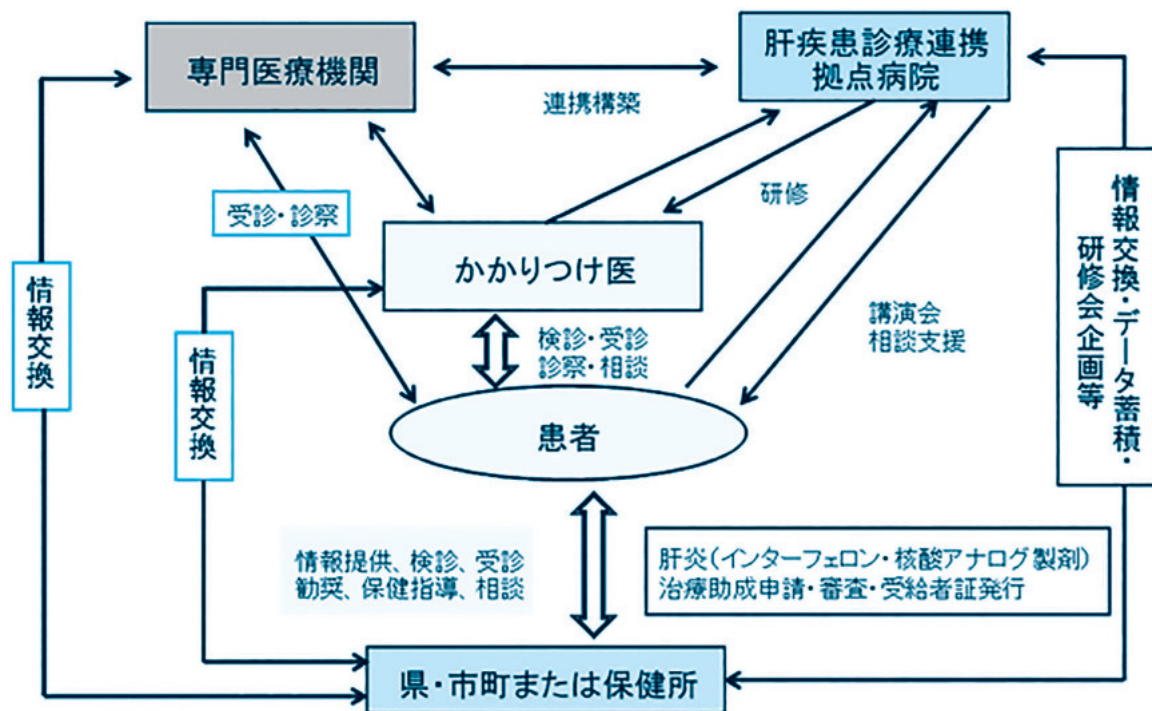 専門医療機関
肝疾患診療連携
拠点病院
連携構築
研修
受診・診察
かかりつけ医
情報交換
情報交換
検診・受診
診察・相談
講演会
相談支援
情報交換・データ蓄積・
研修会企画等
患者
情報提供、検診、受診
勧奨、保健指導、相談
肝炎(インターフェロン・核酸アナログ製剤)
治療助成申請・審査・受給者証発行
県・市町または保健所